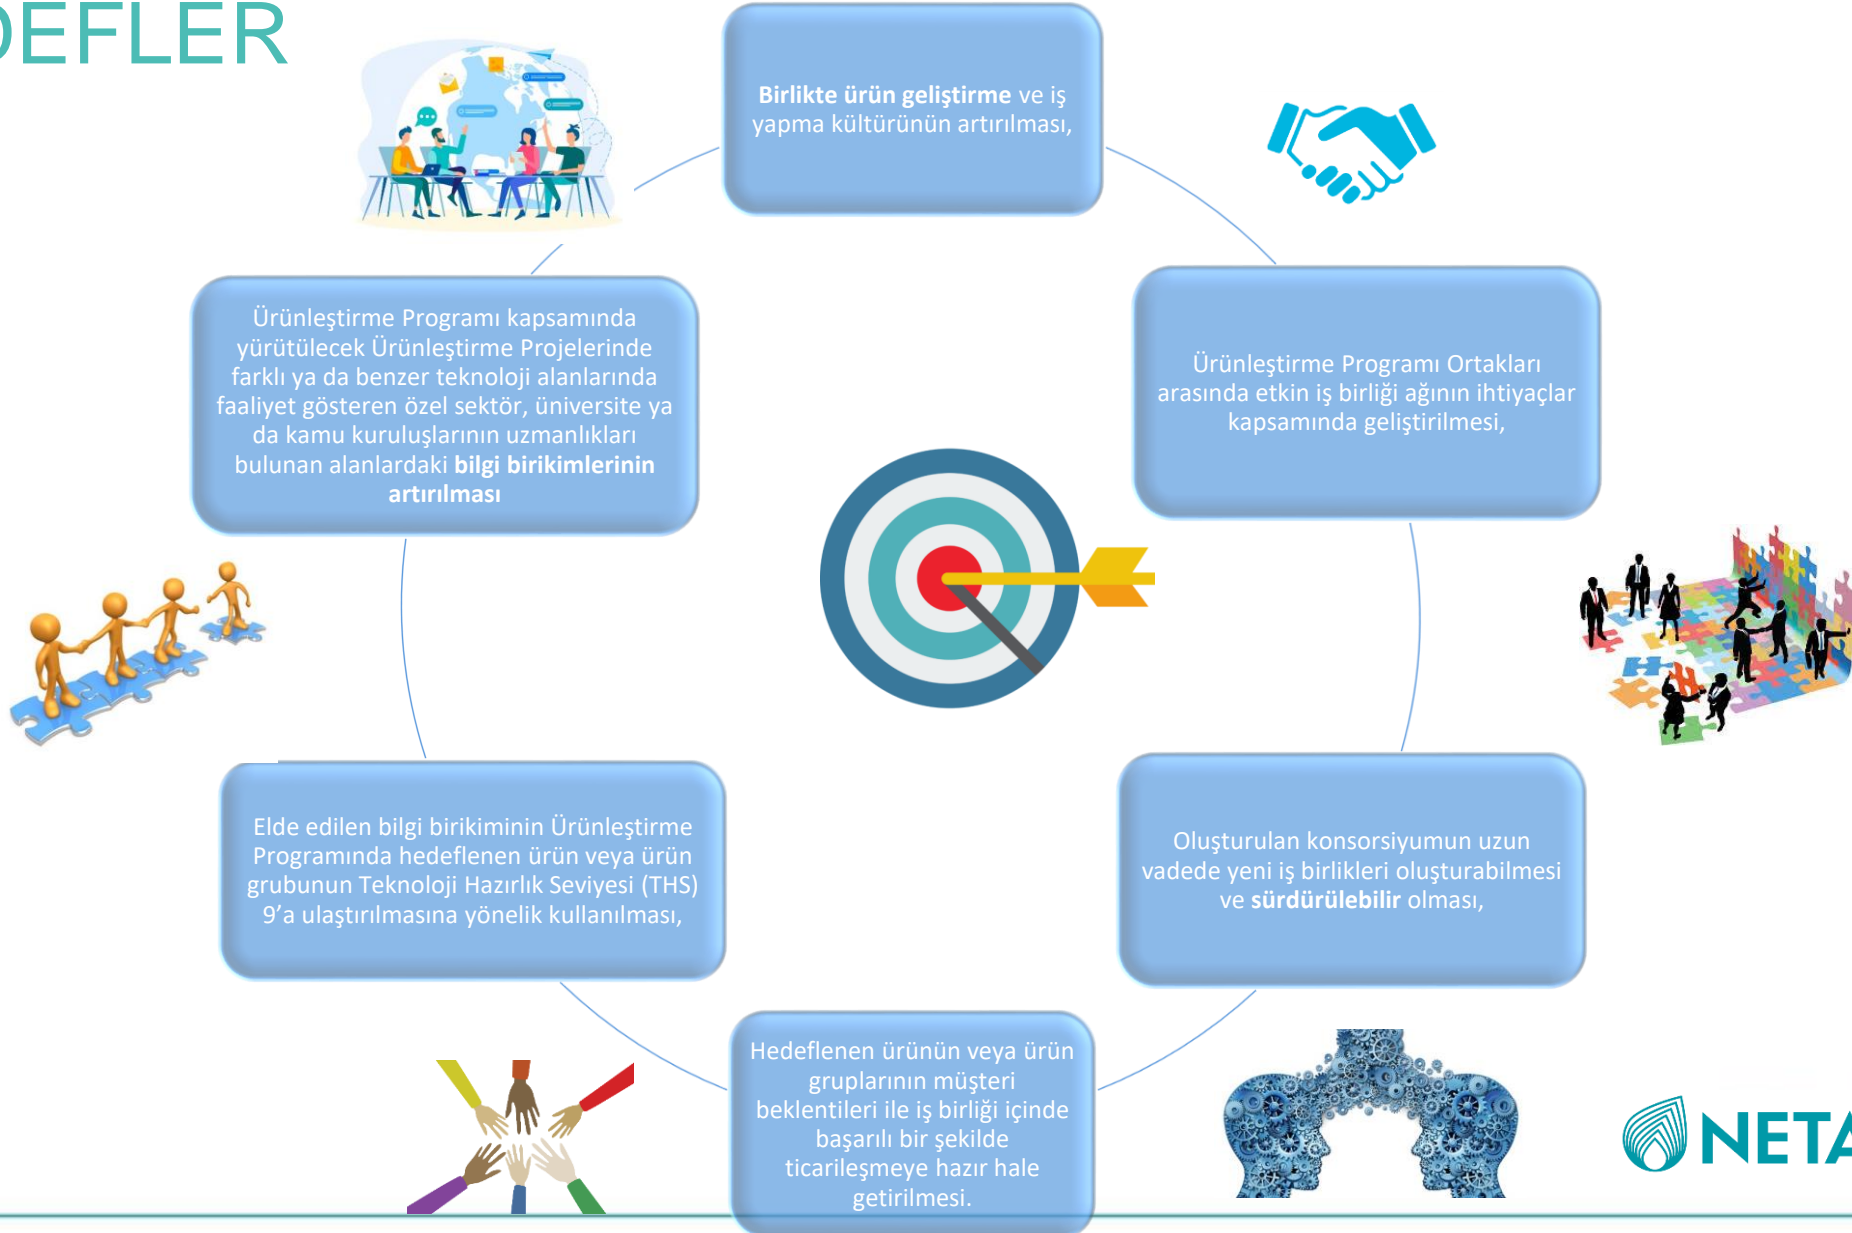 DEFLER
Birlikte ürün geliştirme ve iş
yapma kültürünün artırılması,
Ürünleştirme Programı Ortakları
arasında etkin iş birliği ağının ihtiyaçlar
kapsamında geliştirilmesi,
Oluşturulan konsorsiyumun uzun
vadede yeni iş birlikleri oluşturabilmesi
ve sürdürülebilir olması,
Hedeflenen ürünün veya ürün
gruplarının müşteri
beklentileri ile iş birliği içinde
başarılı bir şekilde
ticarileşmeye hazır hale
getirilmesi.
Elde edilen bilgi birikiminin Ürünleştirme
Programında hedeflenen ürün veya ürün
grubunun Teknoloji Hazırlık Seviyesi (THS)
9’a ulaştırılmasına yönelik kullanılması,
Ürünleştirme Programı kapsamında
yürütülecek Ürünleştirme Projelerinde
farklı ya da benzer teknoloji alanlarında
faaliyet gösteren özel sektör, üniversite ya
da kamu kuruluşlarının uzmanlıkları
bulunan alanlardaki bilgi birikimlerinin
artırılması
NETA